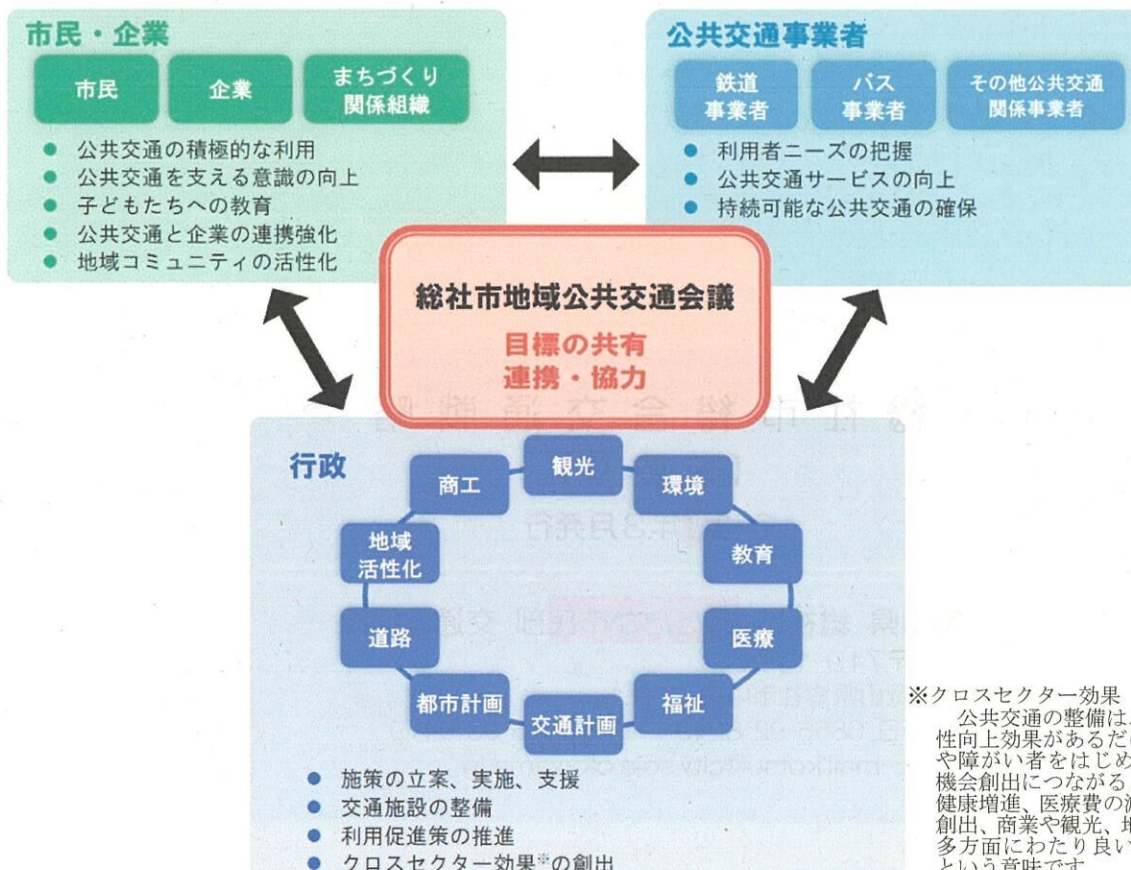 市民・企業
市民
企業
まちづくり
関係組織
● 公共交通の積極的な利用
● 公共交通を支える意識の向上
● 子どもたちへの教育
● 公共交通と企業の連携強化
● 地域コミュニティの活性化
公共交通事業者
鉄道
事業者
バス
事業者
その他公共交通
関係事業者
● 利用者ニーズの把握
● 公共交通サービスの向上
● 持続可能な公共交通の確保
総社市地域公共交通会議
目標の共有
連携・協力
行政
観光
環境
教育
医療
福祉
交通計画
都市計画
道路
地域
活性化
商工
● 施策の立案、実施、支援
● 交通施設の整備
● 利用促進策の推進
● クロスセクター効果※の創出
※クロスセクター効果
公共交通の整備は、
性向上効果があるだけ
や障がい者をはじめ
機会創出につながる
健康増進、医療費の減
創出、商業や観光、地
多方面にわたり良い
という意味です